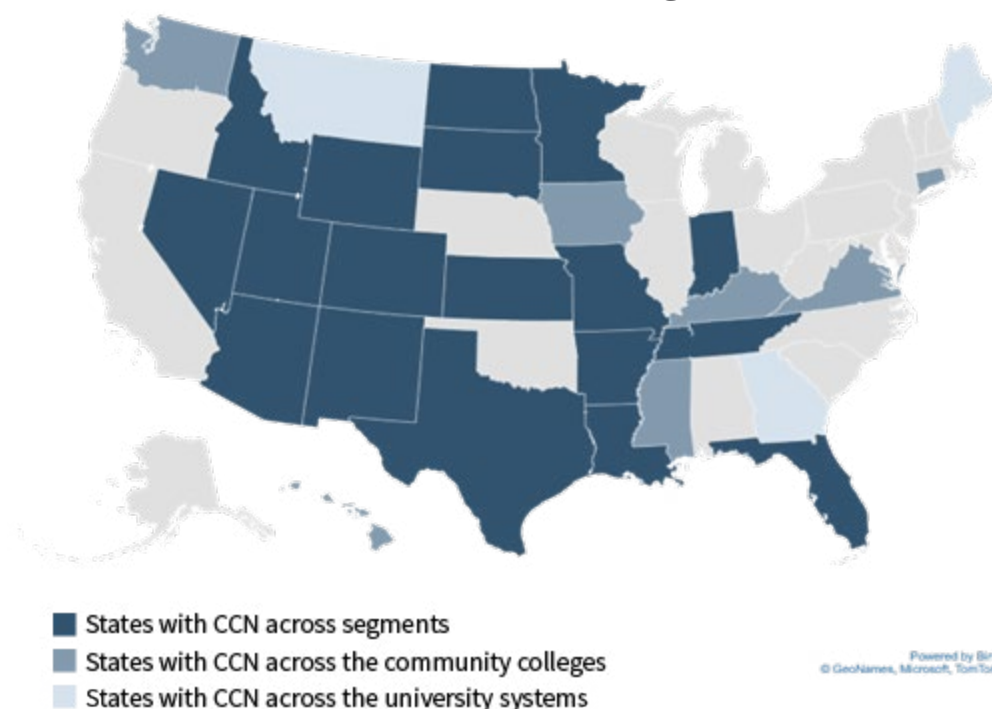 States with CCN across segments
States with CCN across the community colleges
States with CCN across the university systems
Powered by
© GeoNames, Microsoft,